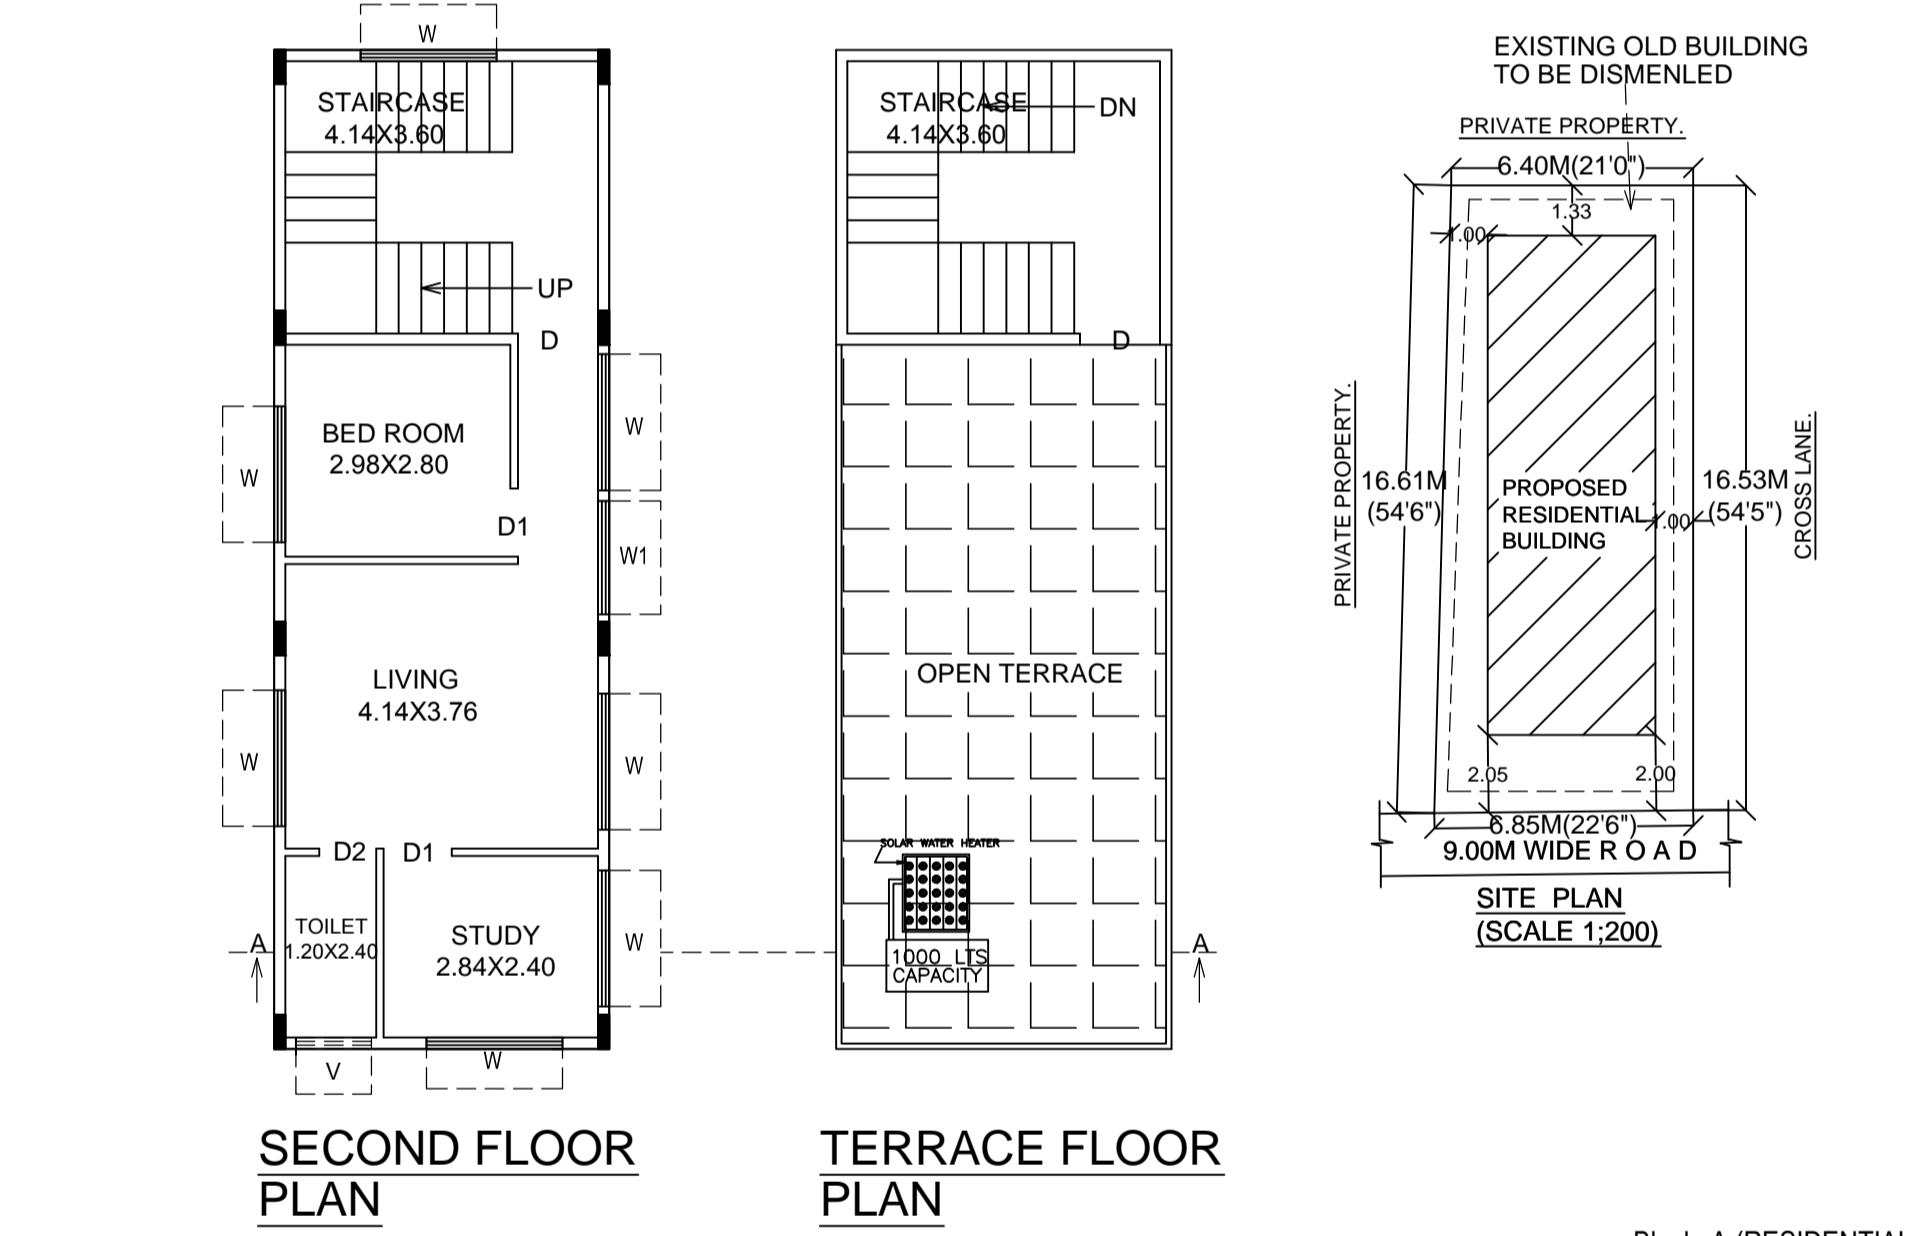 W
STAIRCASE
4.14X3.60
UP
D
BED ROOM
2.98X2.80
W
W
D1
W1
LIVING
4.14X3.76
W
W
D2
D1
TOILET
1.20X2.40
STUDY
2.84X2.40
W
A
V
W
SECOND FLOOR
PLAN
STAIRCASE
4.14X3.60
DN
D
OPEN TERRACE
SOLAR WATER HEATER
1000 LTS
CAPACITY
A
TERRACE FLOOR
PLAN
EXISTING OLD BUILDING
TO BE DISMENLED
PRIVATE PROPERTY.
6.40M(21'0")
1.33
1.00
PRIVATE PROPERTY.
16.61M
(54'6")
PROPOSED
RESIDENTIAL
BUILDING
1.00
16.53M
(54'5")
CROSS LANE.
2.05
2.00
6.85M(22'6")
9.00M WIDE R O A D
SITE PLAN
(SCALE 1;200)